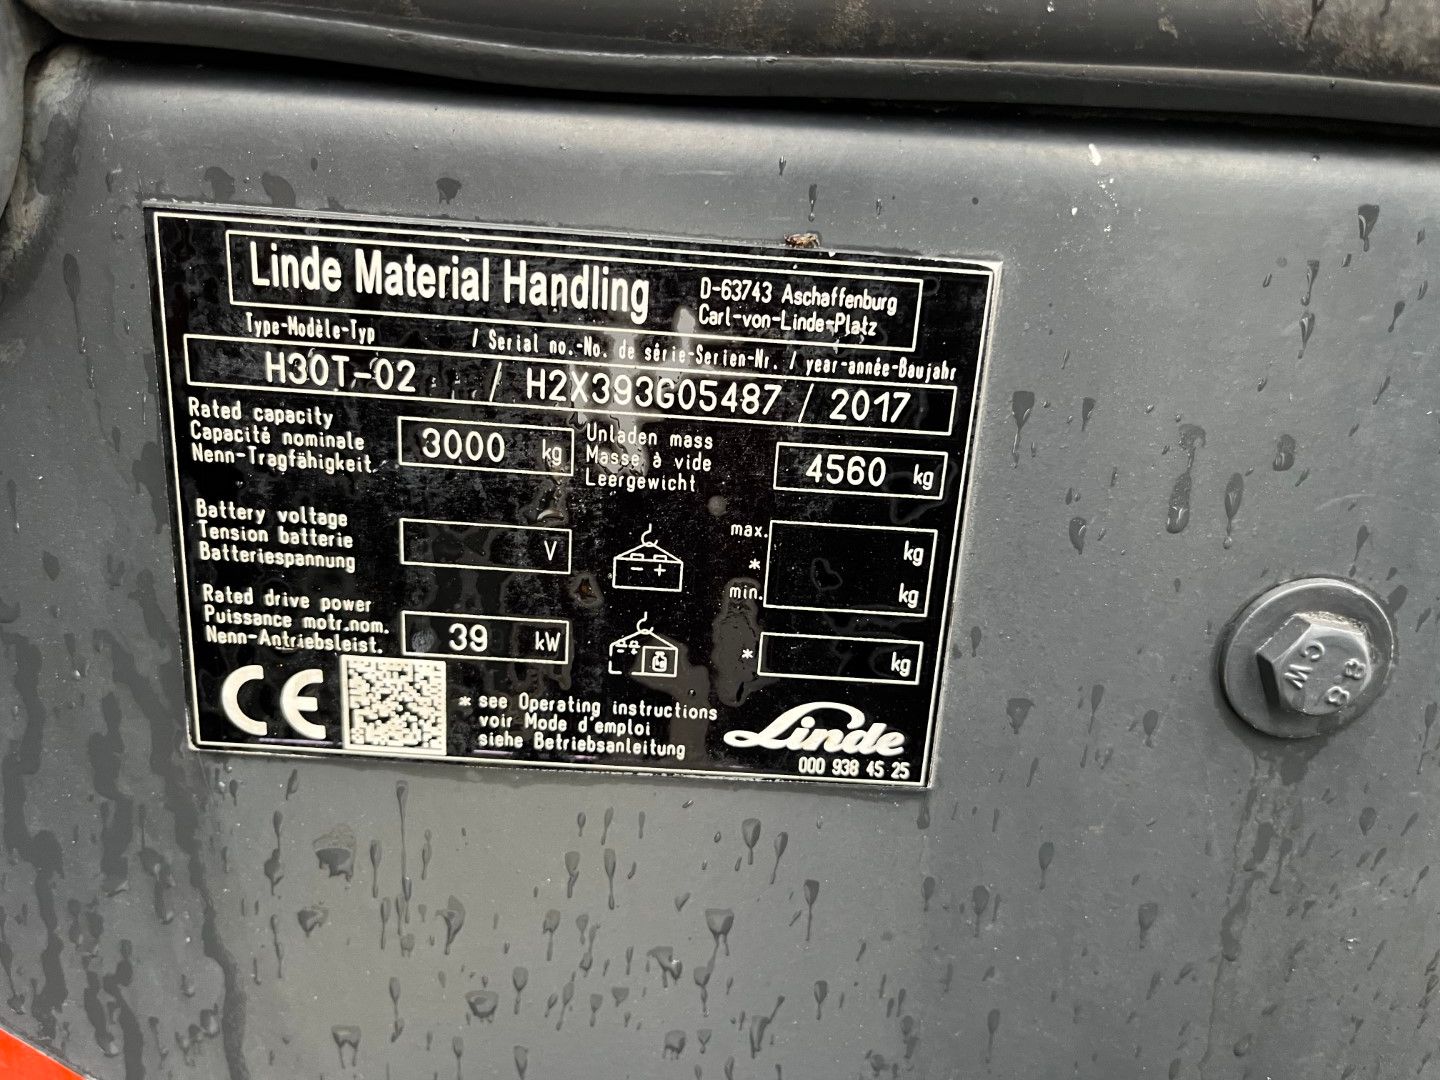 Linde Material Handling
D-63743 Aschaffenburg
Carl-von-Linde-Platz
Type-Modèle-Typ / Serial no.-No. de série-Serien-Nr. / year-année-Baujahr
H30T-02 / H2X393G05487 / 2017
Rated capacity
Capacité nominale
Nenn-Tragfähigkeit
3000 kg
Unladen mass
Masse à vide
Leergewicht
4560 kg
Battery voltage
Tension batterie
Batteriespannung
V
- +
max. kg
*
min. kg
Rated drive power
Puissance motr.nom.
Nenn-Antriebsleist.
39 kW
- +
* kg
CE
* see Operating instructions
voir Mode d'emploi
siehe Betriebsanleitung
Linde
000 938 45 25
8.8
CW